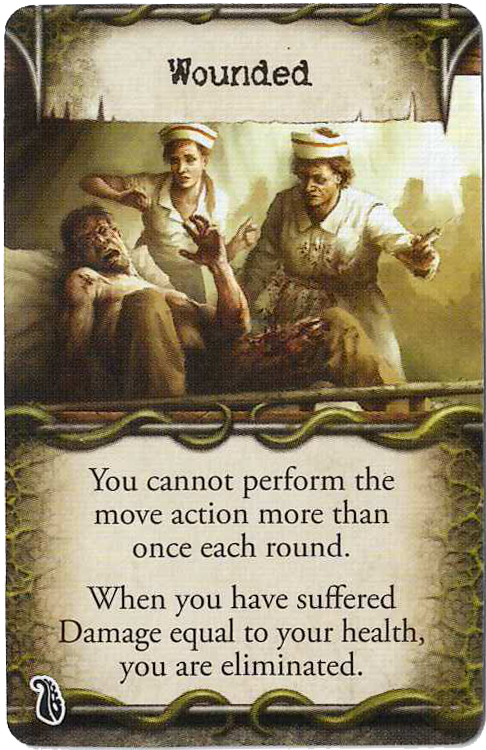 Wounded
You cannot perform the
move action more than
once each round.
When you have suffered
Damage equal to your health,
you are eliminated.